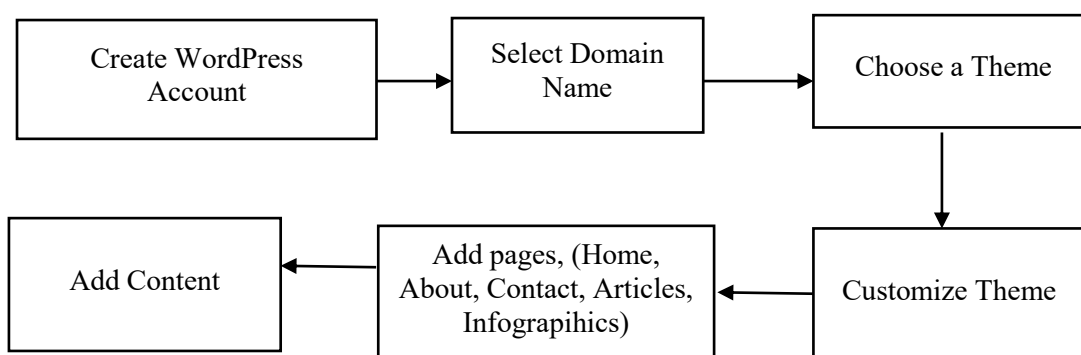 Create WordPress
Account
Select Domain
Name
Choose a Theme
Customize Theme
Add pages, (Home,
About, Contact, Articles,
Infograpihics)
Add Content